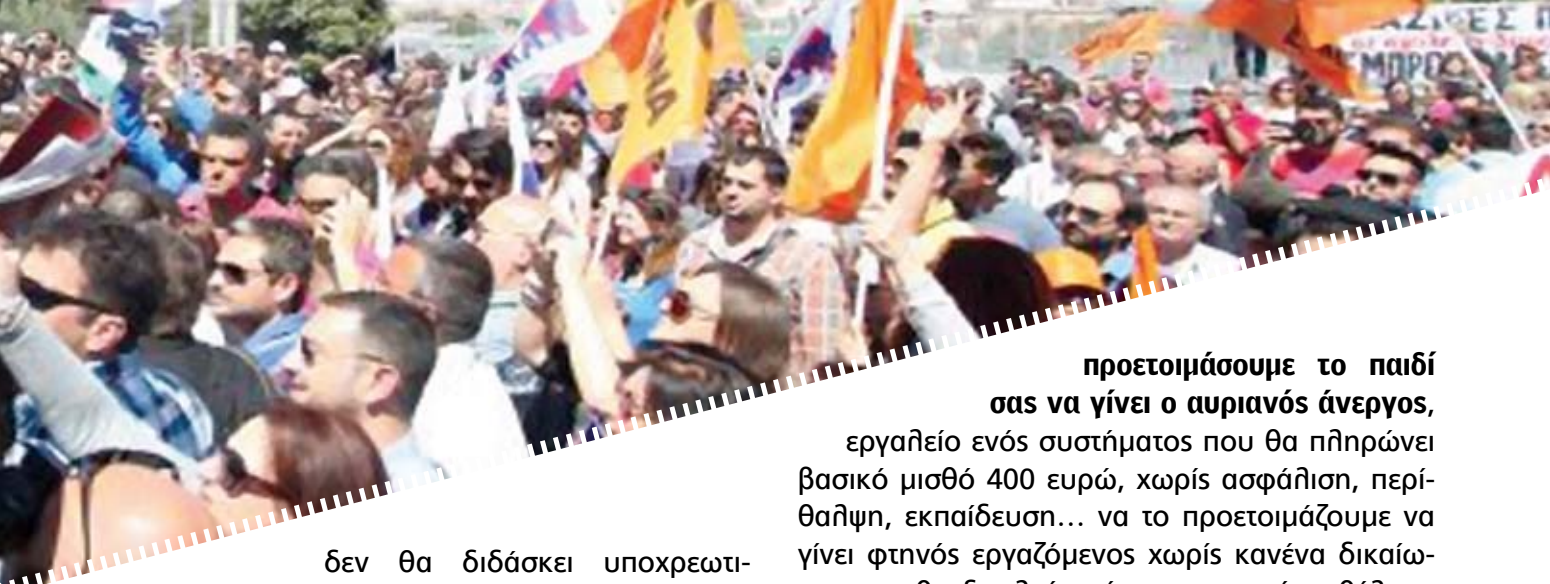 δεν θα διδάσκει υποχρεωτι-
προετοιμάσουμε το παιδί
σας να γίνει ο αυριανός άνεργος,
εργαλείο ενός συστήματος που θα πληρώνει
βασικό μισθό 400 ευρώ, χωρίς ασφάλιση, περί-
θαλψη, εκπαίδευση... να το προετοιμάζουμε να
γίνει φτηνός εργαζόμενος χωρίς κανένα δικαίω-